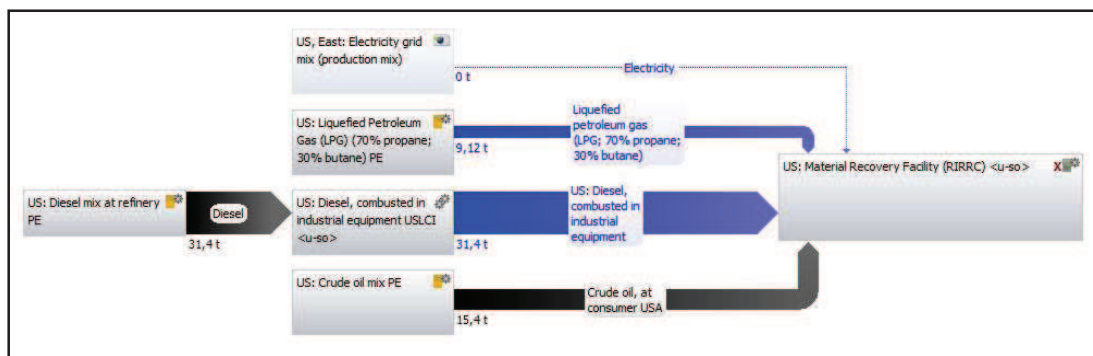 US, East: Electricity grid
mix (production mix)
0 t
Electricity
US: Liquefied Petroleum
Gas (LPG) (70% propane;
30% butane) PE
9,12 t
Liquefied
petroleum gas
(LPG; 70% propane;
30% butane)
US: Material Recovery Facility (RIRRC) <u-so>
X
US: Diesel mix at refinery
PE
31,4 t
Diesel
US: Diesel, combusted in
industrial equipment USLCI
<u-so>
31,4 t
US: Diesel,
combusted in
industrial
equipment
US: Crude oil mix PE
15,4 t
Crude oil, at
consumer USA